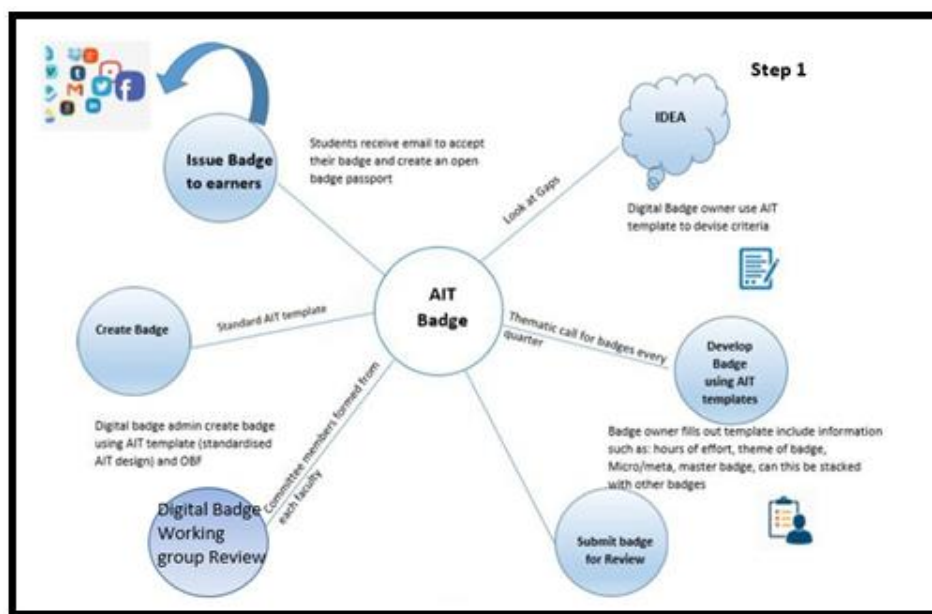 Step 1
IDEA
Look at Gaps
Digital Badge owner use AIT
template to devise criteria
AIT
Badge
Thematic call for badges every
quarter
Develop
Badge
using AIT
templates
Badge owner fills out template include information
such as: hours of effort, theme of badge,
Micro/meta, master badge, can this be stacked
with other badges
Submit badge
for Review
Committee members formed from
each faculty
Digital Badge
Working
group Review
Standard AIT template
Create Badge
Digital badge admin create badge
using AIT template (standardised
AIT design) and OBF
Issue Badge
to earners
Students receive email to accept
their badge and create an open
badge passport